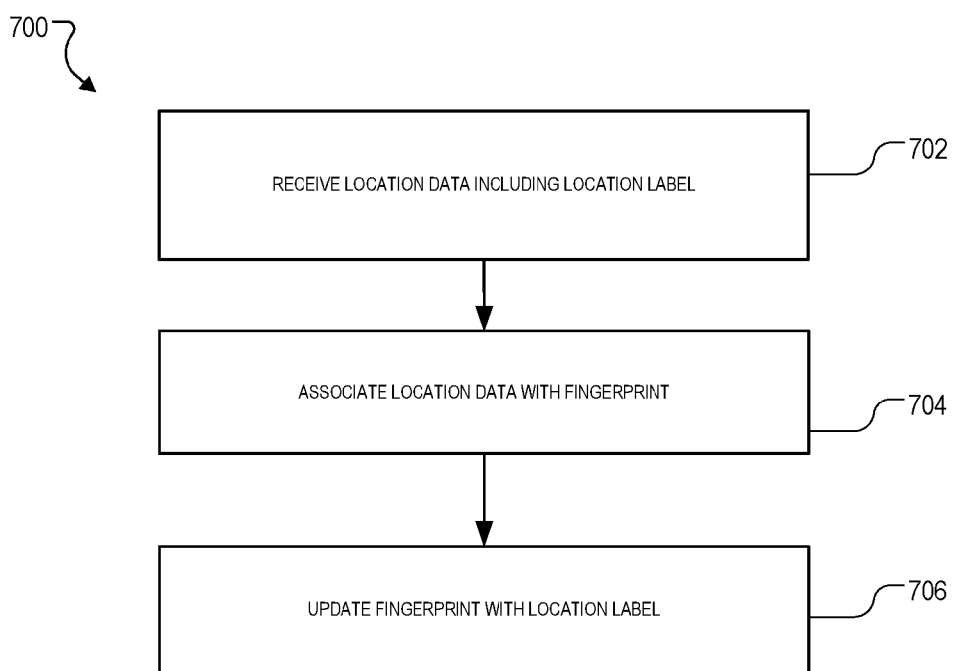 700
RECEIVE LOCATION DATA INCLUDING LOCATION LABEL
702
ASSOCIATE LOCATION DATA WITH FINGERPRINT
704
UPDATE FINGERPRINT WITH LOCATION LABEL
706